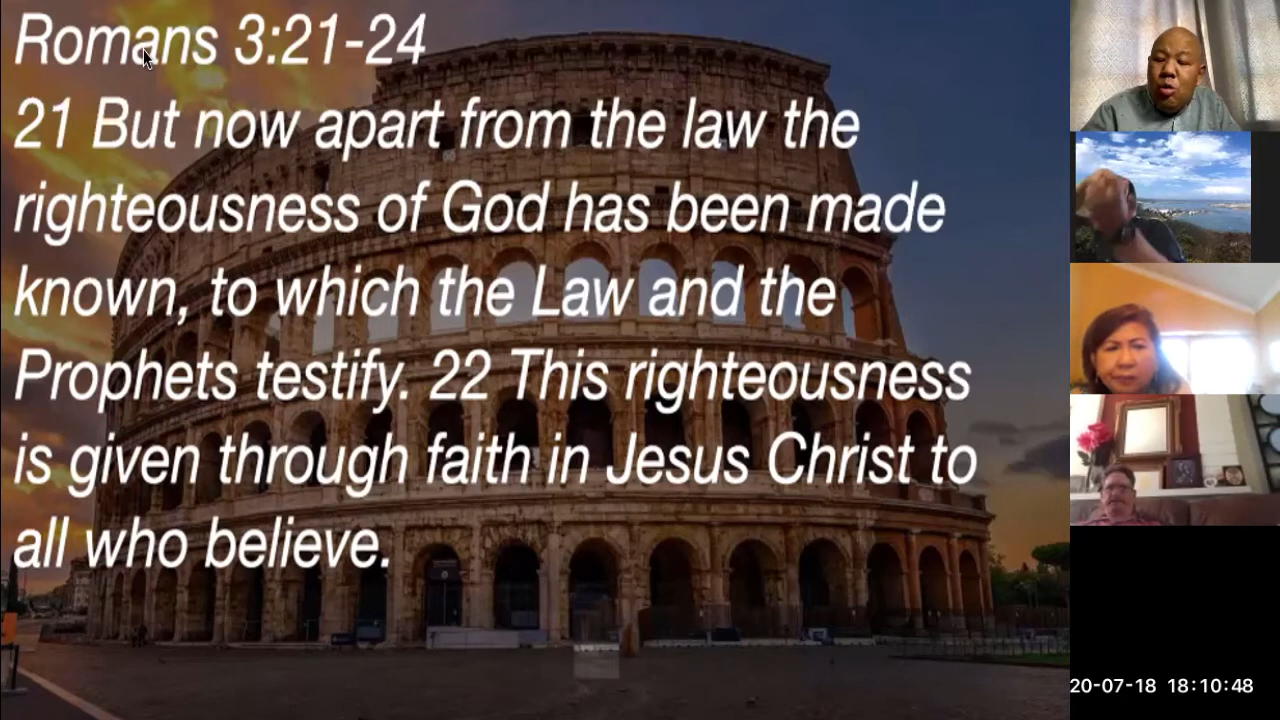 Romans 3:21-24
21 But now apart from the law the
righteousness of God has been made
known, to which the Law and the
Prophets testify. 22 This righteousness
is given through faith in Jesus Christ to
all who believe.
20-07-18 18:10:48